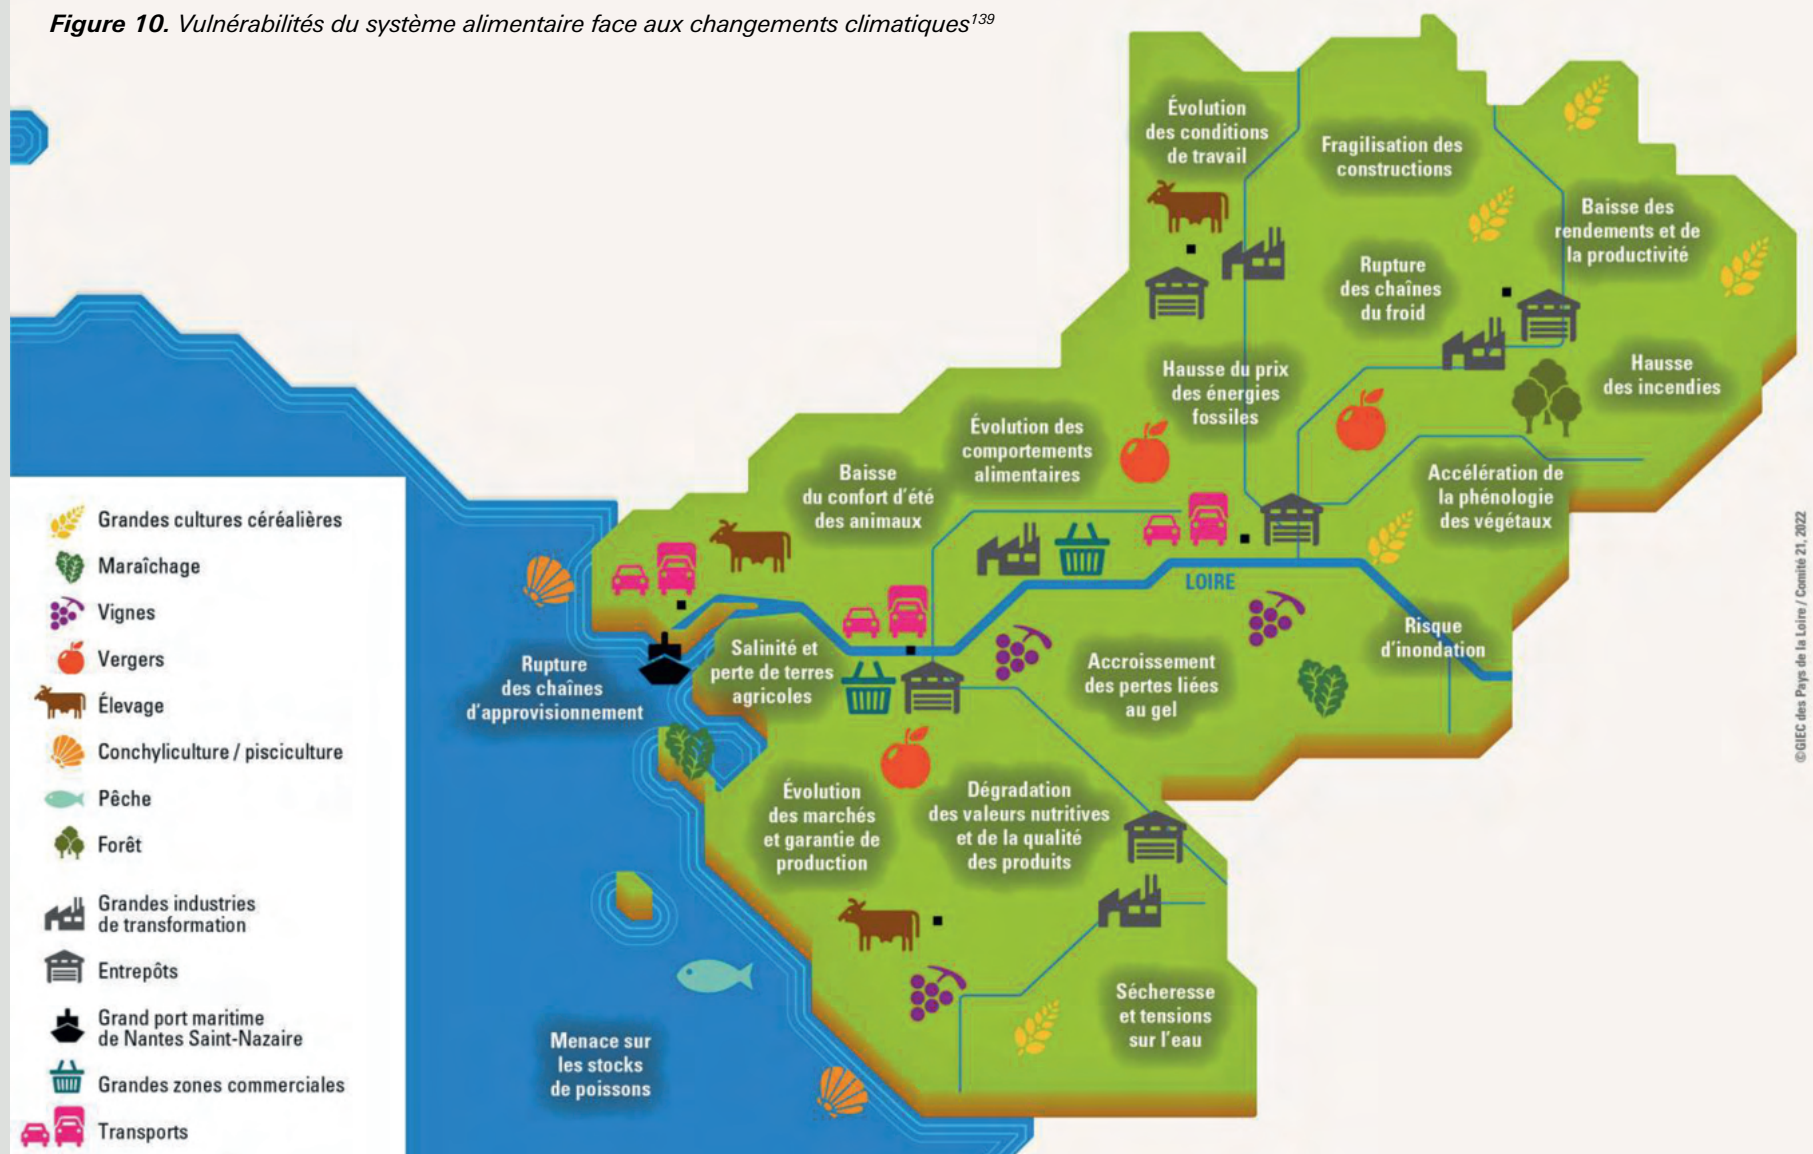 Figure 10. Vulnérabilités du système alimentaire face aux changements climatiques139
Évolution
des conditions
de travail
Fragilisation des
constructions
Baisse des
rendements et de
la productivité
Rupture
des chaînes
du froid
Hausse
des incendies
Hausse du prix
des énergies
fossiles
Évolution des
comportements
alimentaires
Baisse
du confort d'été
des animaux
Accélération de
la phénologie
des végétaux
LOIRE
Risque
d'inondation
Rupture
des chaînes
d'approvisionnement
Salinité et
perte de terres
agricoles
Accroissement
des pertes liées
au gel
Évolution
des marchés
et garantie de
production
Dégradation
des valeurs nutritives
et de la qualité
des produits
Sécheresse
et tensions
sur l'eau
Menace sur
les stocks
de poissons
Grandes cultures céréalières
Maraîchage
Vignes
Vergers
Élevage
Conchyliculture / pisciculture
Pêche
Forêt
Grandes industries
de transformation
Entrepôts
Grand port maritime
de Nantes Saint-Nazaire
Grandes zones commerciales
Transports
©GIEC des Pays de la Loire / Comité 21, 2022